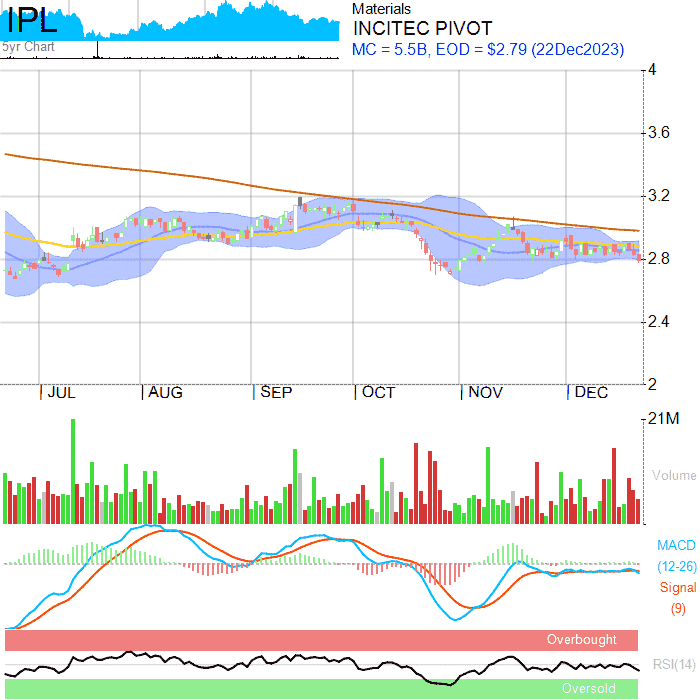 IPL
5yr Chart
Materials
INCITEC PIVOT
MC = 5.5B, EOD = $2.79 (22Dec2023)
4
3.6
3.2
2.8
2.4
2
JUL AUG SEP OCT NOV DEC
21M
Volume
MACD
(12-26)
Signal
(9)
Overbought
RSI(14)
Oversold